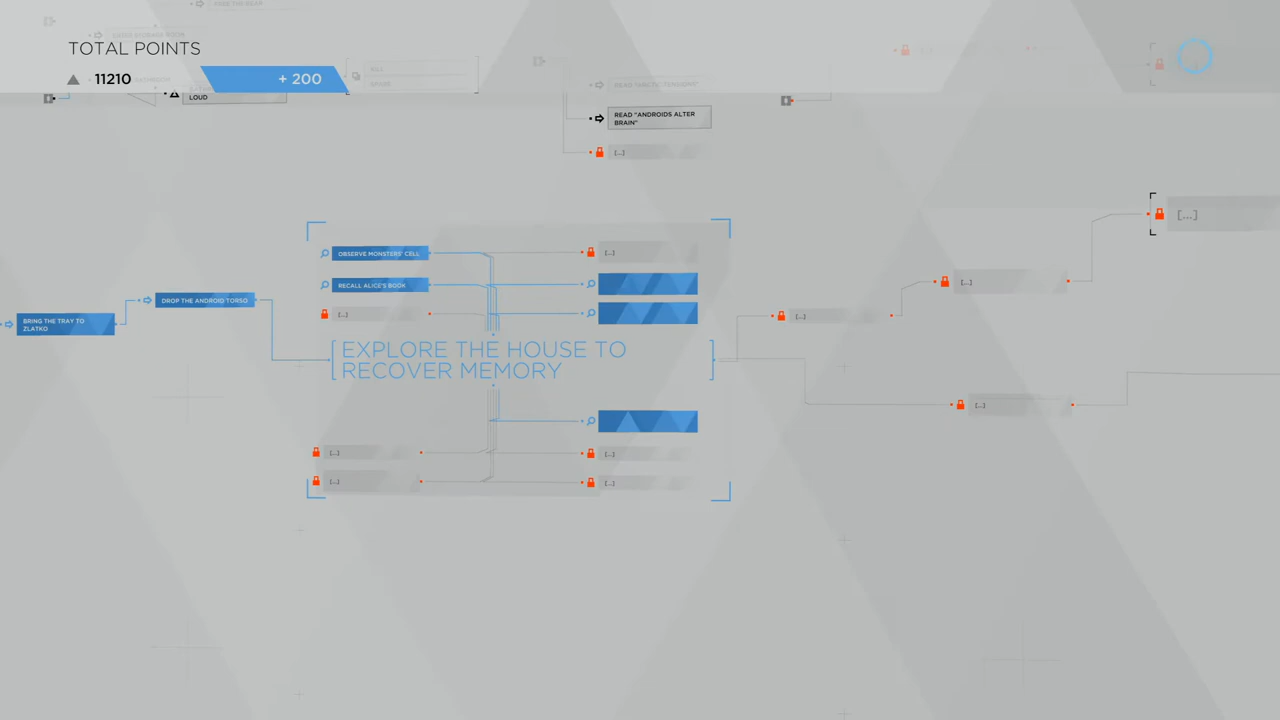 TOTAL POINTS
11210
+ 200
LOUD
KILL
READ "ANDROIDS ALTER
BRAIN"
[...]
[...]
OBSERVE MONSTERS' CELL
[...]
RECALL ALICE'S BOOK
[...]
DROP THE ANDROID TORSO
[...]
[...]
BRING THE TRAY TO
ZLATKO
EXPLORE THE HOUSE TO
RECOVER MEMORY
[...]
[...]
[...]
[...]
[...]